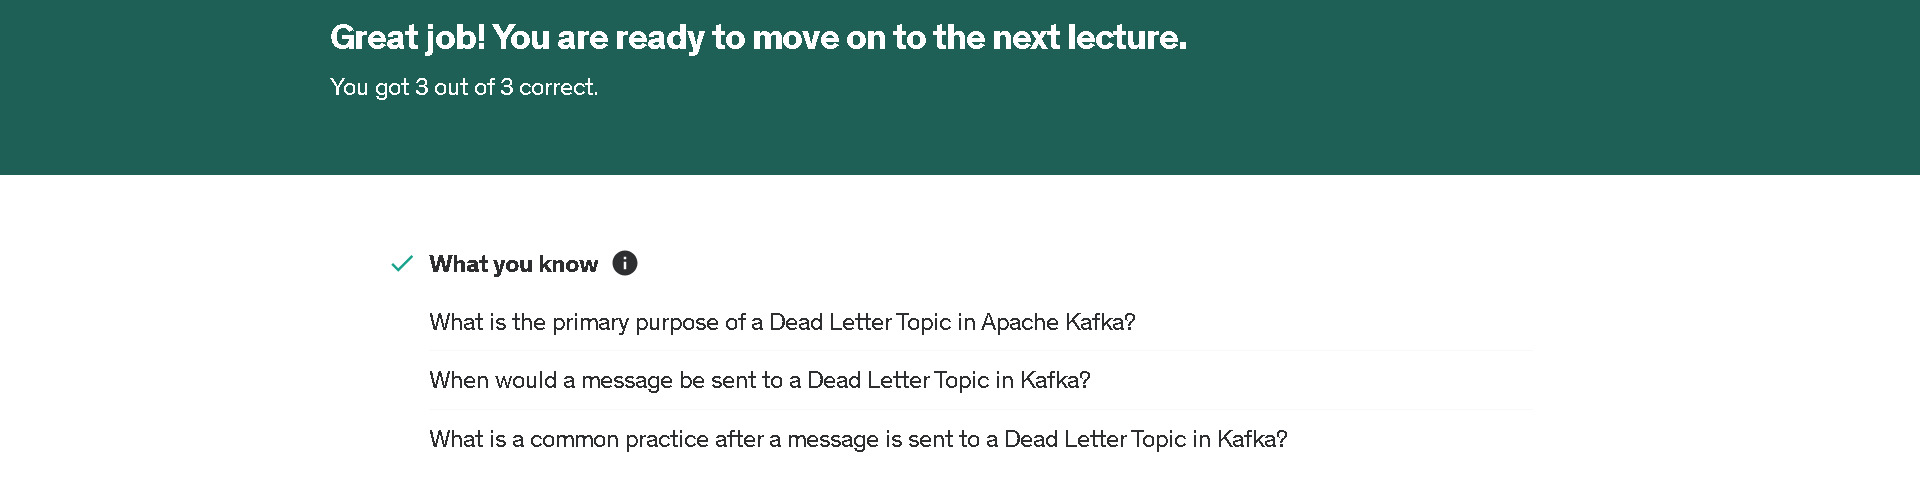 Great job! You are ready to move on to the next lecture.
You got 3 out of 3 correct.
What you know
What is the primary purpose of a Dead Letter Topic in Apache Kafka?
When would a message be sent to a Dead Letter Topic in Kafka?
What is a common practice after a message is sent to a Dead Letter Topic in Kafka?